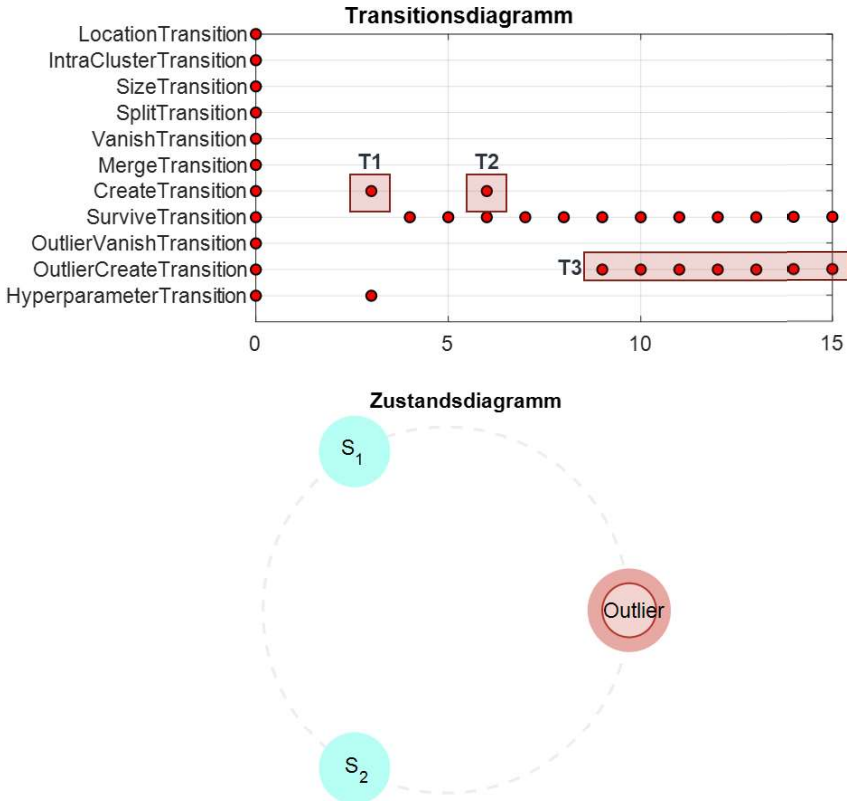 Transitionsdiagramm
LocationTransition
IntraClusterTransition
SizeTransition
SplitTransition
VanishTransition
MergeTransition
T1
T2
CreateTransition
SurviveTransition
OutlierVanishTransition
OutlierCreateTransition
T3
HyperparameterTransition
0
5
10
15
Zustandsdiagramm
S1
Outlier
S2